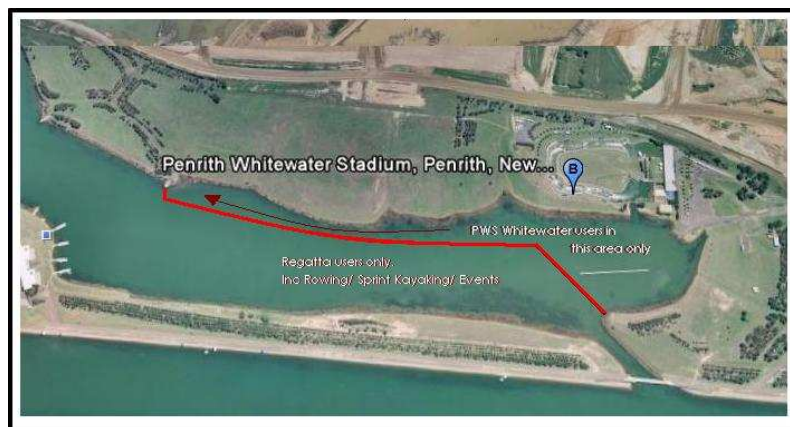 Penrith Whitewater Stadium, Penrith, New...
B
PWS Whitewater users in
this area only
Regatta users only.
Inc Rowing/ Sprint Kayaking/ Events